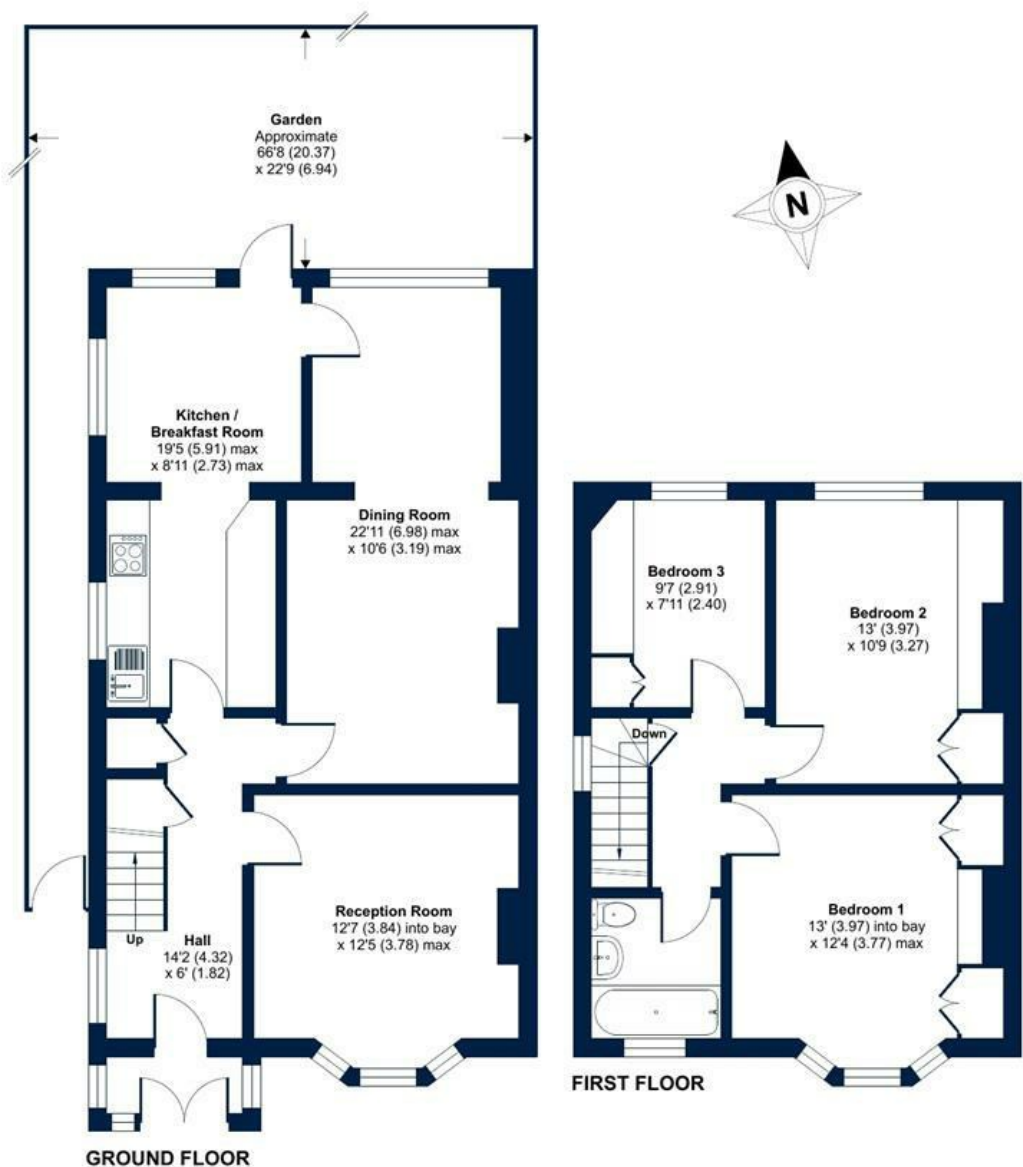 Garden
Approximate
66'8 (20.37)
x 22'9 (6.94)
N
Kitchen /
Breakfast Room
19'5 (5.91) max
x 8'11 (2.73) max
Dining Room
22'11 (6.98) max
x 10'6 (3.19) max
Reception Room
12'7 (3.84) into bay
x 12'5 (3.78) max
Up
Hall
14'2 (4.32)
x 6' (1.82)
GROUND FLOOR
Bedroom 3
9'7 (2.91)
x 7'11 (2.40)
Bedroom 2
13' (3.97)
x 10'9 (3.27)
Down
Bedroom 1
13' (3.97) into bay
x 12'4 (3.77) max
FIRST FLOOR